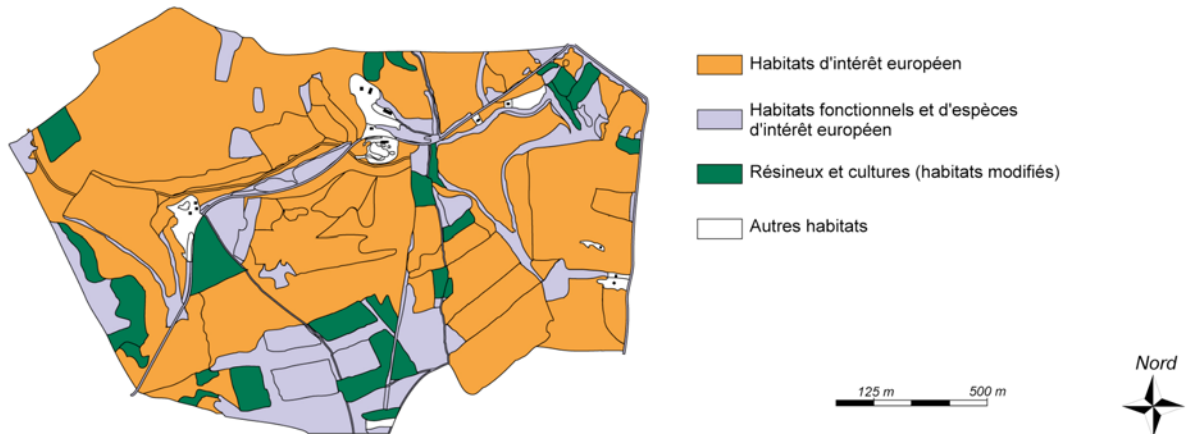 Habitats d'intérêt européen
Habitats fonctionnels et d'espèces
d'intérêt européen
Résineux et cultures (habitats modifiés)
Autres habitats
125 m 500 m
Nord